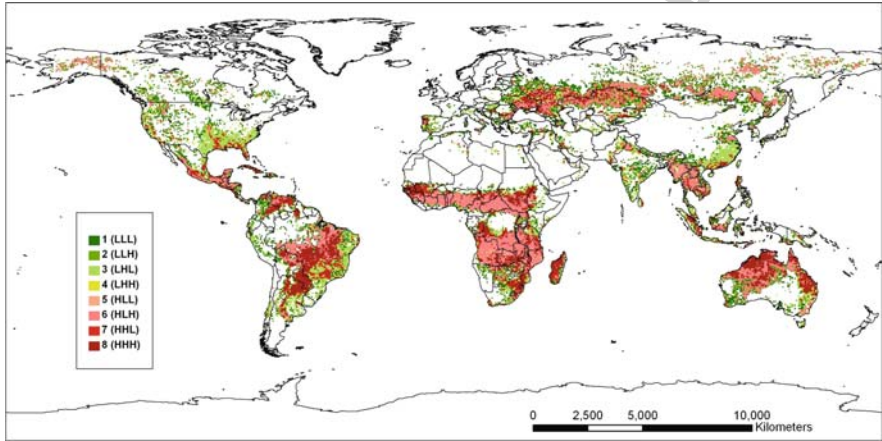 1 (LLL)
2 (LLH)
3 (LHL)
4 (LHH)
5 (HLL)
6 (HLH)
7 (HHL)
8 (HHH)
0 2,500 5,000 10,000
Kilometers